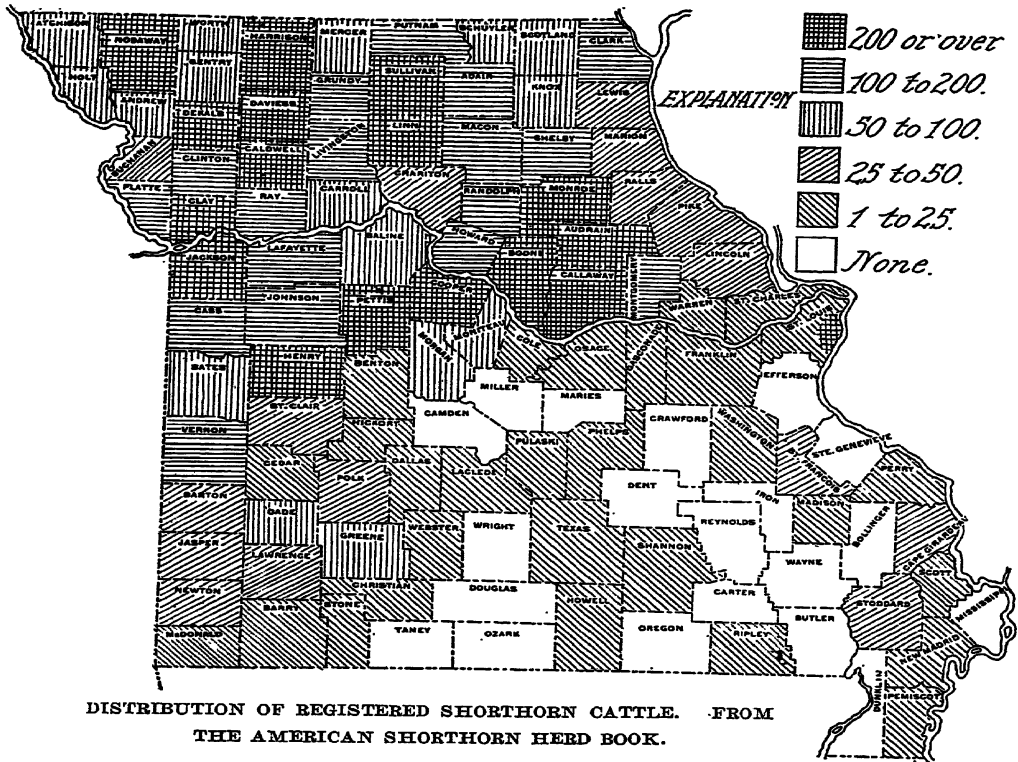 ATCHISON
NODAWAY
WORTH
HARRISON
MERCER
PUTNAM
SCHUYLER
SCOTLAND
CLARK
HOLT
GENTRY
GRUNDY
SULLIVAN
ADAIR
KNOX
LEWIS
EXPLANATION
200 or over
100 to 200.
50 to 100.
25 to 50.
1 to 25.
None.
ANDREW
DEKALB
DAVIESS
LIVINGSTON
LINN
MACON
SHELBY
MARION
BUCHANAN
CLINTON
CALDWELL
CHARITON
RALLS
PLATTE
CLAY
RAY
CARROLL
RANDOLPH
MONROE
PIKE
LAFAYETTE
SALINE
HOWARD
BOONE
AUDRAIN
LINCOLN
JACKSON
CALLAWAY
MONTGOMERY
WARREN
ST. CHARLES
ST. LOUIS
CASS
JOHNSON
PETTIS
COOPER
MONITEAU
COLE
OSAGE
GASCONADE
FRANKLIN
JEFFERSON
BATES
HENRY
BENTON
MORGAN
MILLER
MARIES
ST. CLAIR
HICKORY
CAMDEN
PULASKI
PHELPS
CRAWFORD
WASHINGTON
ST. FRANCOIS
STE. GENEVIEVE
PERRY
VERNON
CEDAR
POLK
DALLAS
LACLEDE
DENT
IRON
MADISON
BOLLINGER
CAPE GIRARDEAU
BARTON
DADE
GREENE
WEBSTER
WRIGHT
TEXAS
SHANNON
REYNOLDS
WAYNE
SCOTT
JASPER
LAWRENCE
CHRISTIAN
DOUGLAS
HOWELL
CARTER
BUTLER
STODDARD
MISSISSIPPI
NEWTON
BARRY
STONE
TANEY
OZARK
OREGON
RIPLEY
NEW MADRID
McDONALD
DUNKLIN
PEMISCOT
DISTRIBUTION OF REGISTERED SHORTHORN CATTLE. FROM
THE AMERICAN SHORTHORN HERD BOOK.